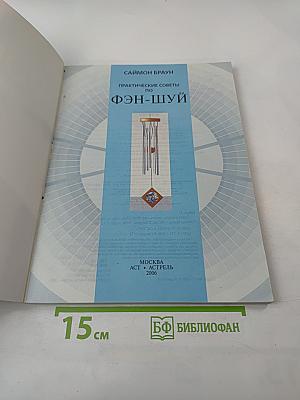 САЙМОН БРАУН
ПРАКТИЧЕСКИЕ СОВЕТЫ
ПО
ФЭН-ШУЙ
МОСКВА
АСТ • АСТРЕЛЬ
2006
15 см
БФ БИБЛИОФАН